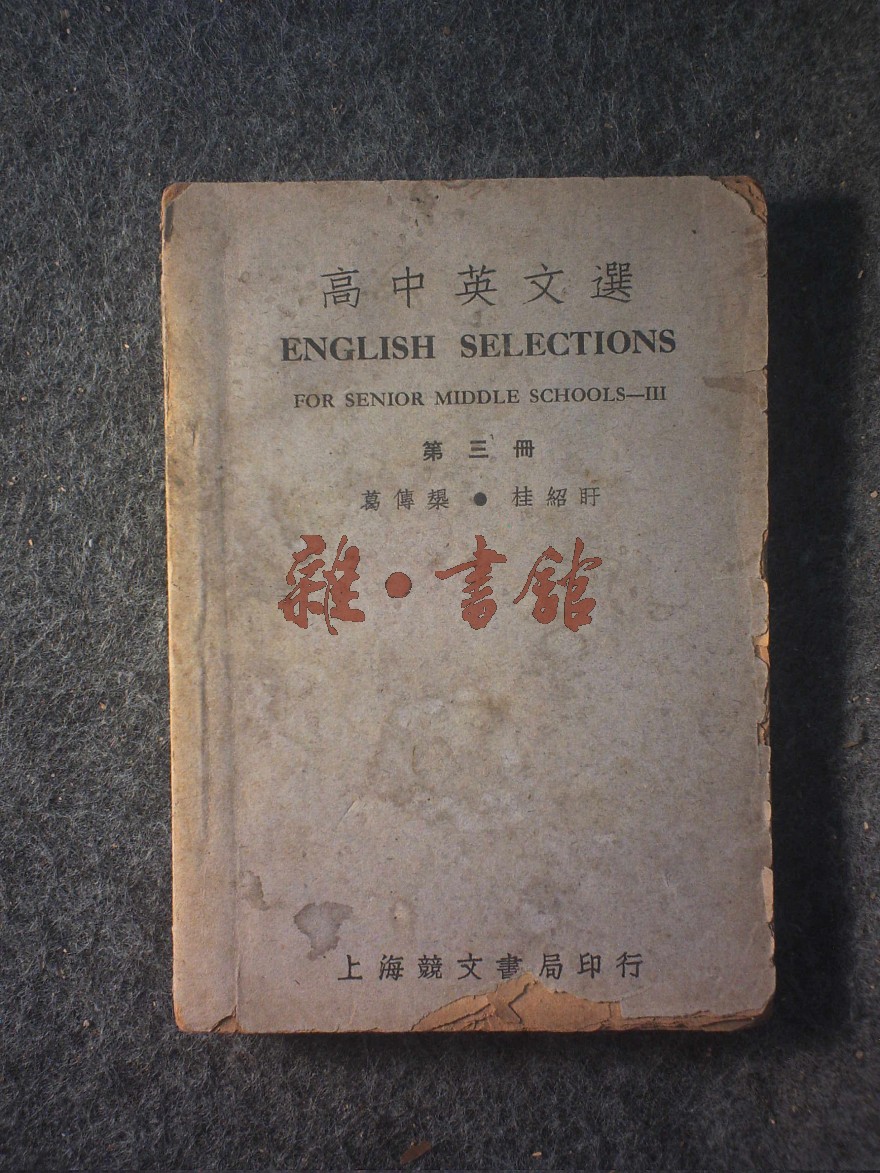 高中英文選
ENGLISH SELECTIONS
FOR SENIOR MIDDLE SCHOOLS—III
第三冊
葛傳槼●桂紹盱
雜·書館
上海競文書局印行